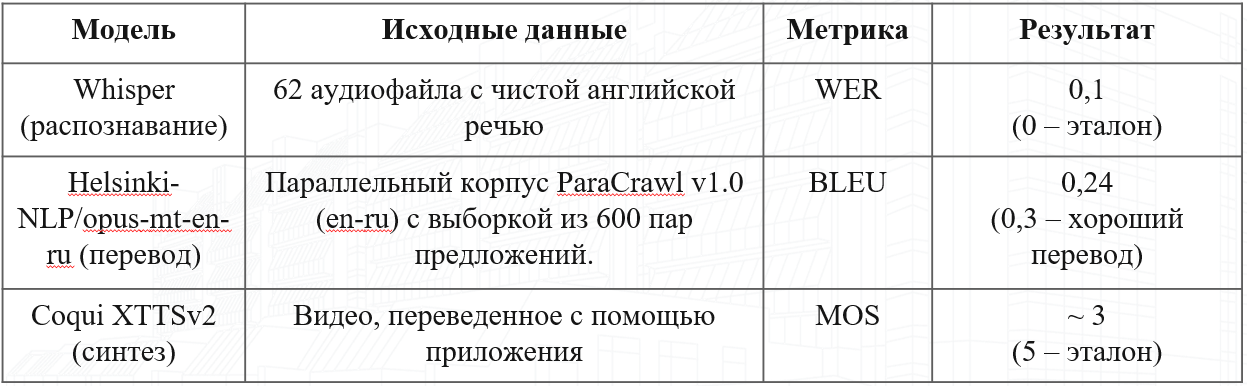 Модель Исходные данные Метрика Результат
Whisper 62 аудиофайла с чистой английской WER 0,1
(распознавание) речью (0 – эталон)
Helsinki- Параллельный корпус ParaCrawl v1.0 BLEU 0,24
NLP/opus-mt-en- (en-ru) с выборкой из 600 пар (0,3 – хороший
ru (перевод) предложений. перевод)
Coqui XTTSv2 Видео, переведенное с помощью MOS ~ 3
(синтез) приложения (5 – эталон)